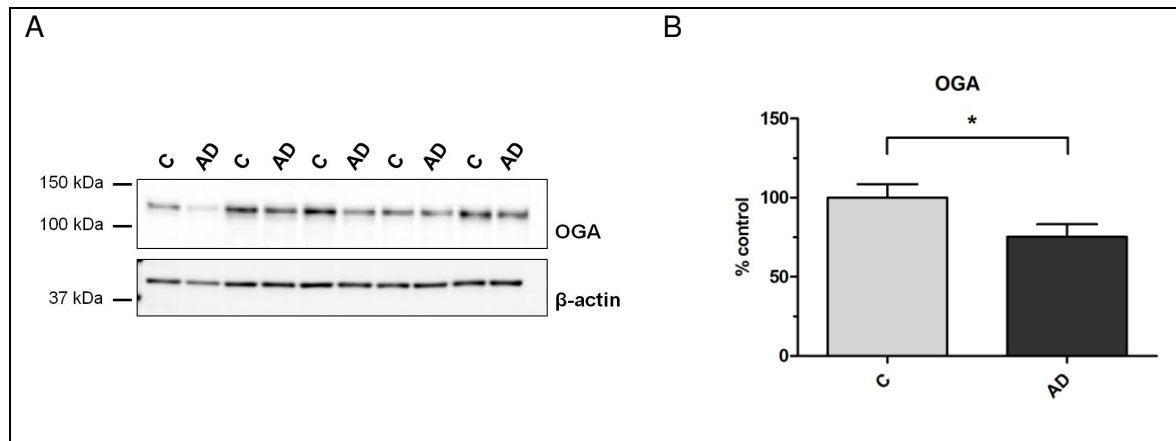 A
B
C AD C AD C AD C AD C AD
150 kDa
100 kDa
OGA
37 kDa
β-actin
OGA
*
150
100
50
0
% control
C
AD